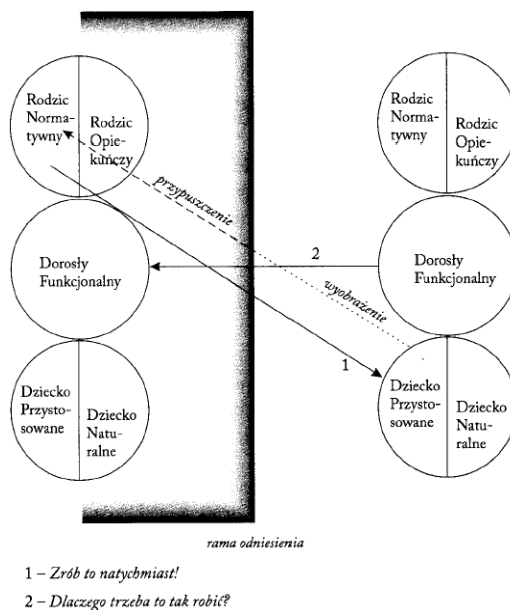 Rodzic
Norma-
tywny
Rodzic
Opie-
kuńczy
Rodzic
Norma-
tywny
Rodzic
Opie-
kuńczy
przypuszczenie
2
Dorosły
Funkcjonalny
Dorosły
Funkcjonalny
wyobrażenie
1
Dziecko
Przysto-
sowane
Dziecko
Natu-
ralne
Dziecko
Przysto-
sowane
Dziecko
Natu-
ralne
rama odniesienia
1 – Zrób to natychmiast!
2 – Dlaczego trzeba to tak robić?